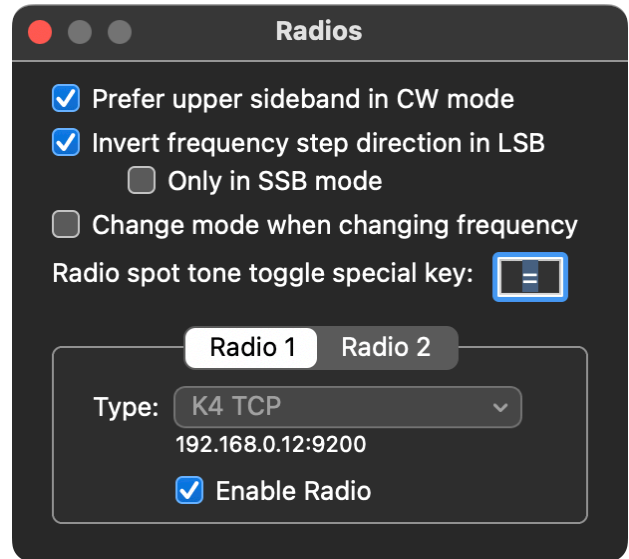 Radios
Prefer upper sideband in CW mode
Invert frequency step direction in LSB
Only in SSB mode
Change mode when changing frequency
Radio spot tone toggle special key: =
Radio 1 Radio 2
Type: K4 TCP
192.168.0.12:9200
Enable Radio